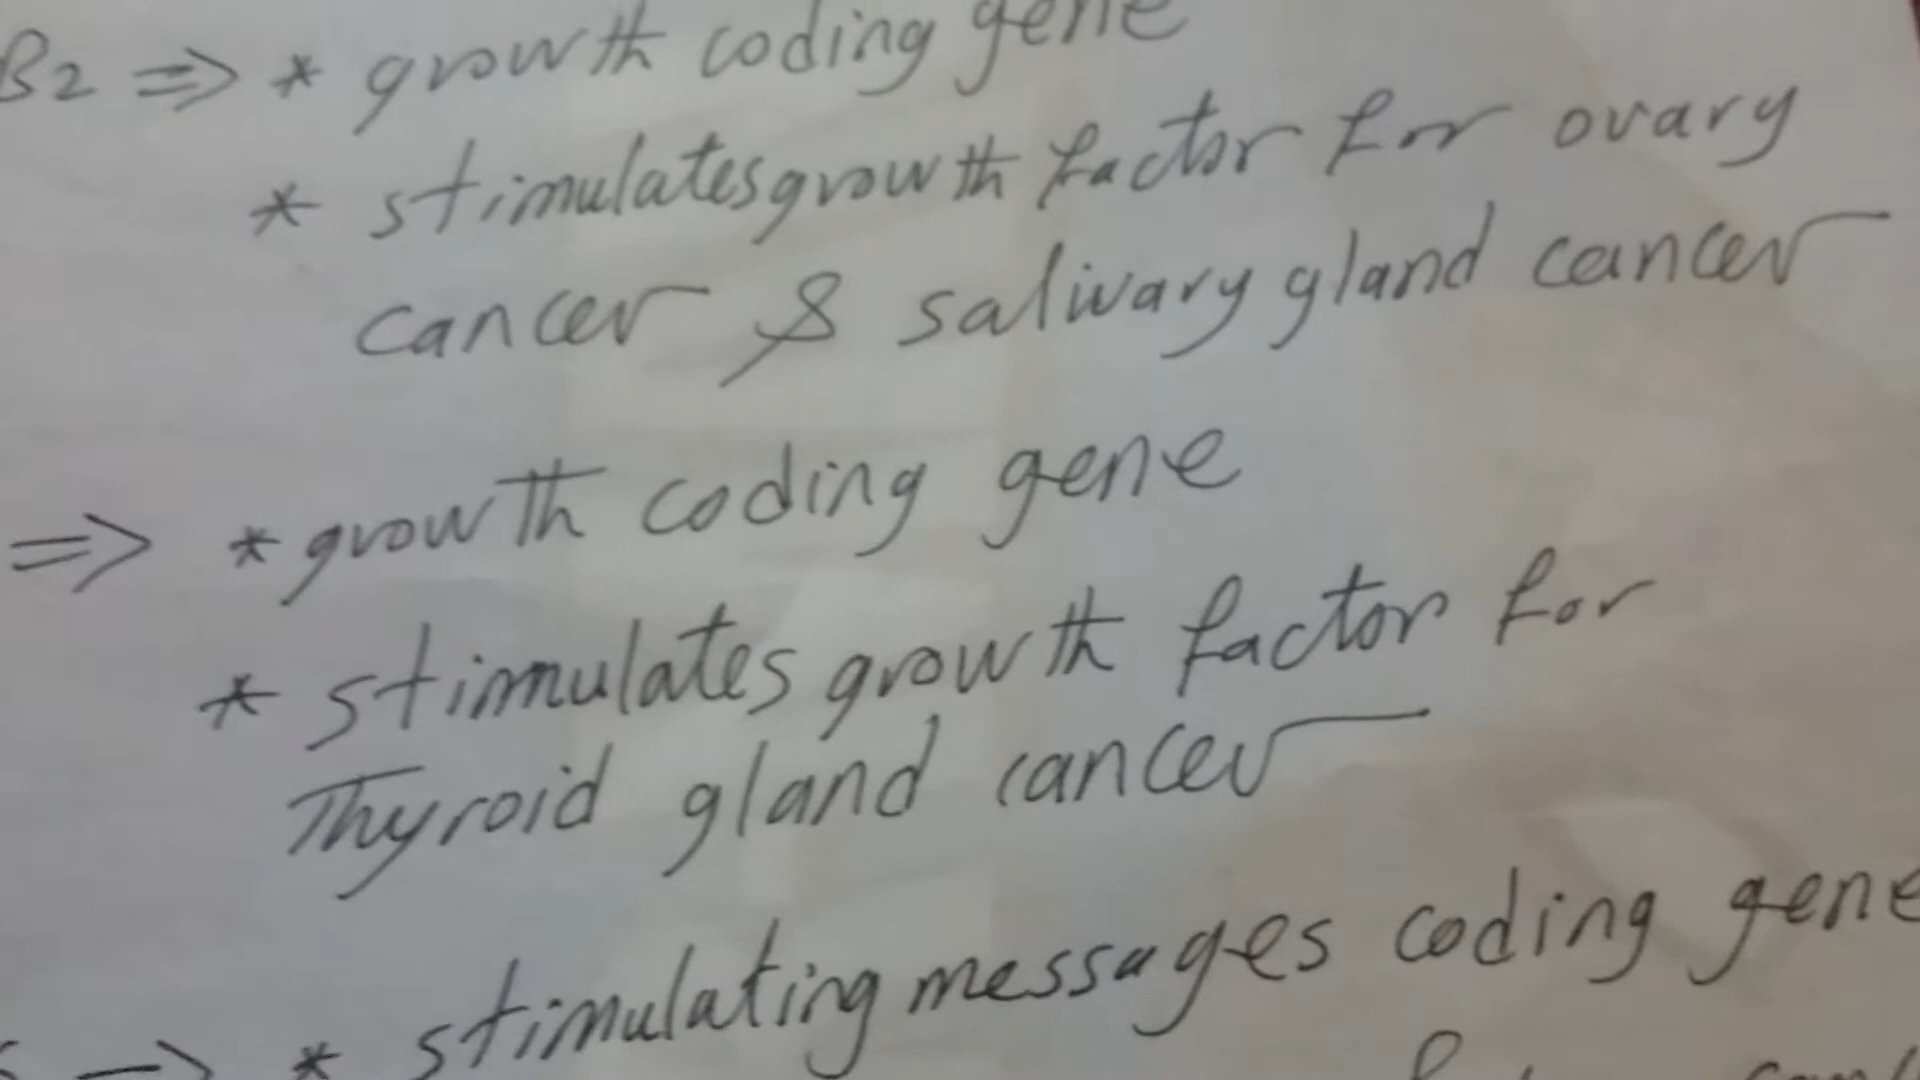 B2 ⇒ * growth coding gene
* stimulates growth factor for ovary
cancer & salivary gland cancer
⇒ * growth coding gene
* stimulates growth factor for
Thyroid gland cancer
→ * stimulating messages coding gene